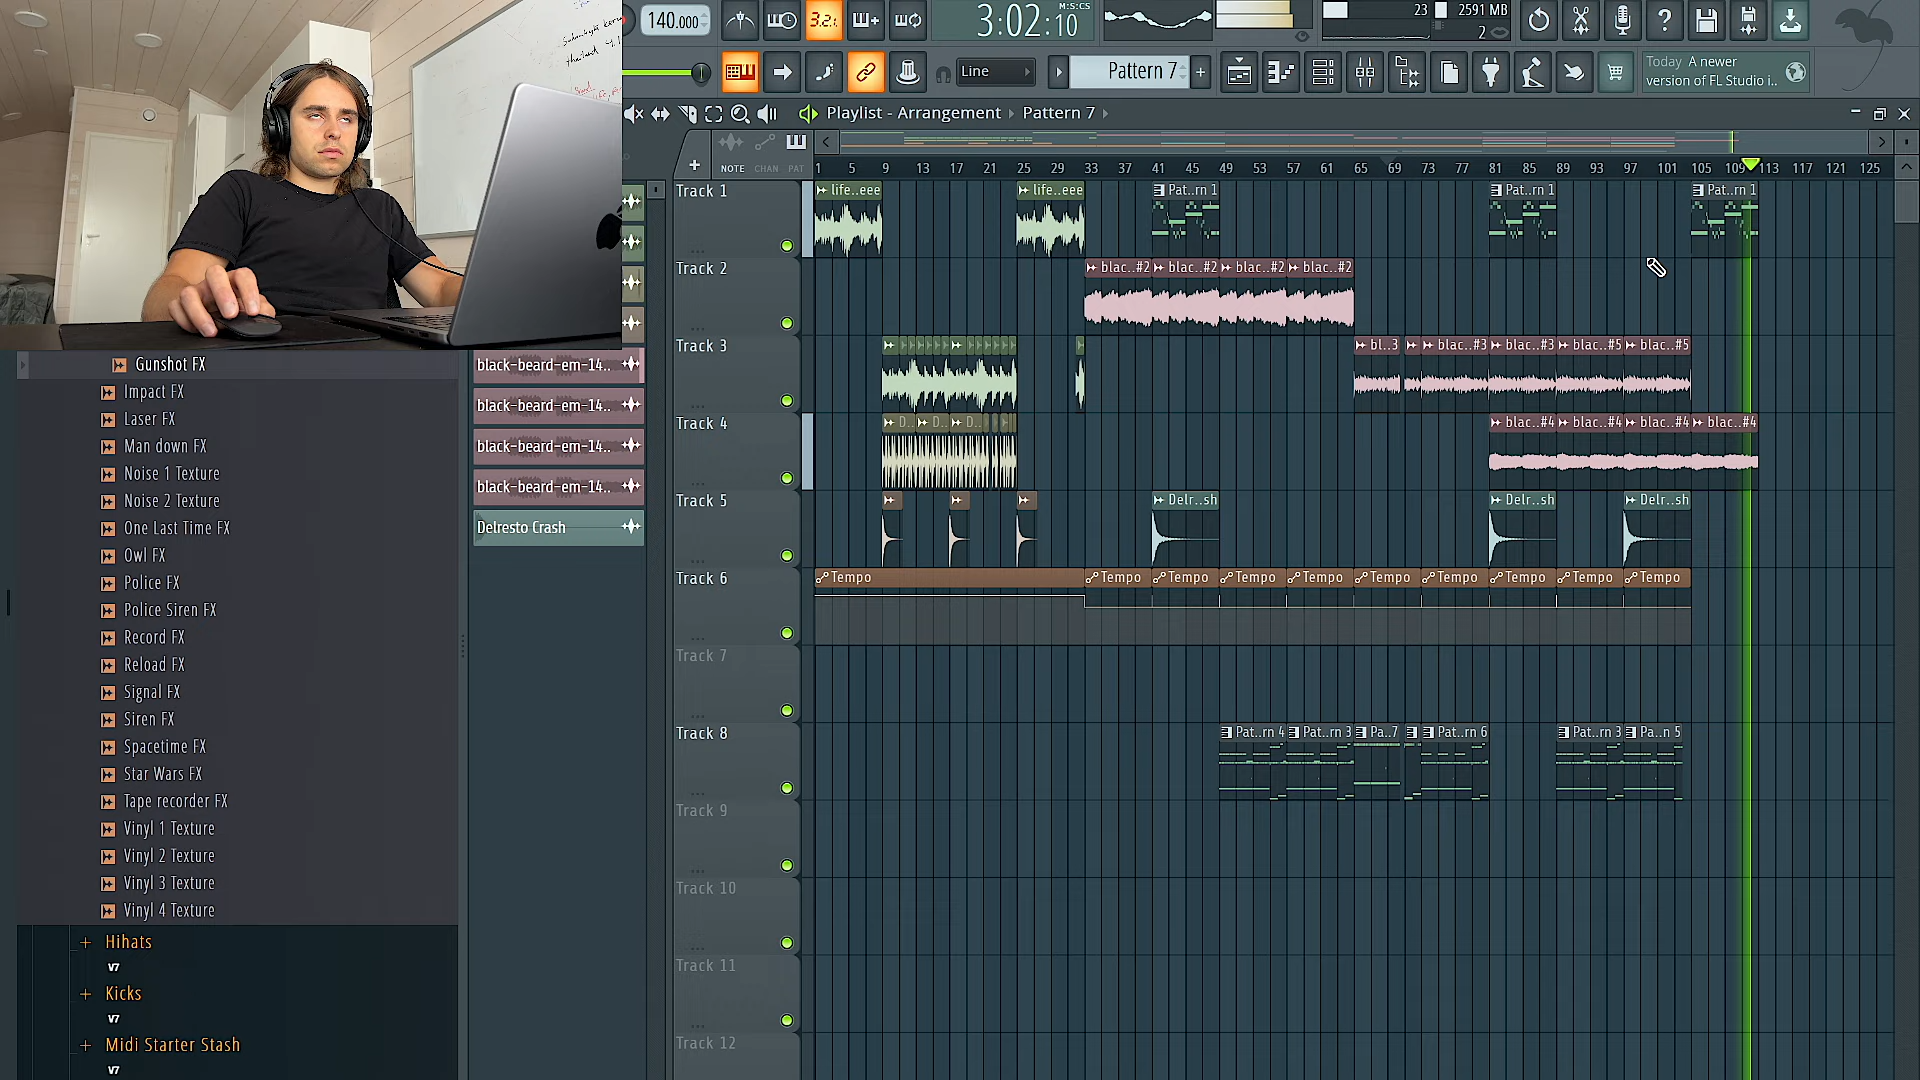 140.000
3.2.
3:02:10
M:S:CS
23
2591 MB
2
Line
Pattern 7
Today A newer
version of FL Studio i..
Playlist - Arrangement
Pattern 7
NOTE CHAN PAT
1 5 9 13 17 21 25 29 33 37 41 45 49 53 57 61 65 69 73 77 81 85 89 93 97 101 105 109 113 117 121 125
Track 1
life..eee life..eee Pat..rn 1 Pat..rn 1 Pat..rn 1
Track 2
blac..#2 blac..#2 blac..#2 blac..#2
Track 3
bl..3 blac..#3 blac..#3 blac..#5 blac..#5
Track 4
D.. D.. D.. blac..#4 blac..#4 blac..#4 blac..#4
Track 5
Delr..sh Delr..sh Delr..sh
Track 6
Tempo Tempo Tempo Tempo Tempo Tempo Tempo Tempo Tempo Tempo
Track 7
Track 8
Pat..rn 4 Pat..rn 3 Pa..7 Pat..rn 6 Pat..rn 3 Pa..n 5
Track 9
Track 10
Track 11
Track 12
black-beard-em-14..
black-beard-em-14..
black-beard-em-14..
black-beard-em-14..
Delresto Crash
Gunshot FX
Impact FX
Laser FX
Man down FX
Noise 1 Texture
Noise 2 Texture
One Last Time FX
Owl FX
Police FX
Police Siren FX
Record FX
Reload FX
Signal FX
Siren FX
Spacetime FX
Star Wars FX
Tape recorder FX
Vinyl 1 Texture
Vinyl 2 Texture
Vinyl 3 Texture
Vinyl 4 Texture
Hihats
V7
Kicks
V7
Midi Starter Stash
V7